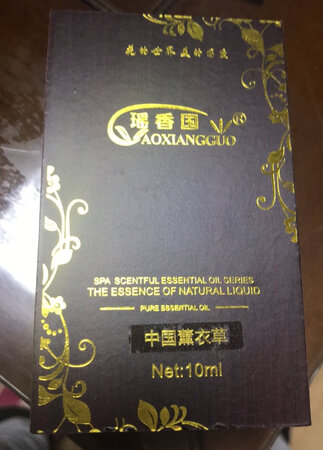 瑶香国®
YAOXIANGGUO
SPA SCENTFUL ESSENTIAL OIL SERIES
THE ESSENCE OF NATURAL LIQUID
PURE ESSENTIAL OIL
中国薰衣草
Net:10ml